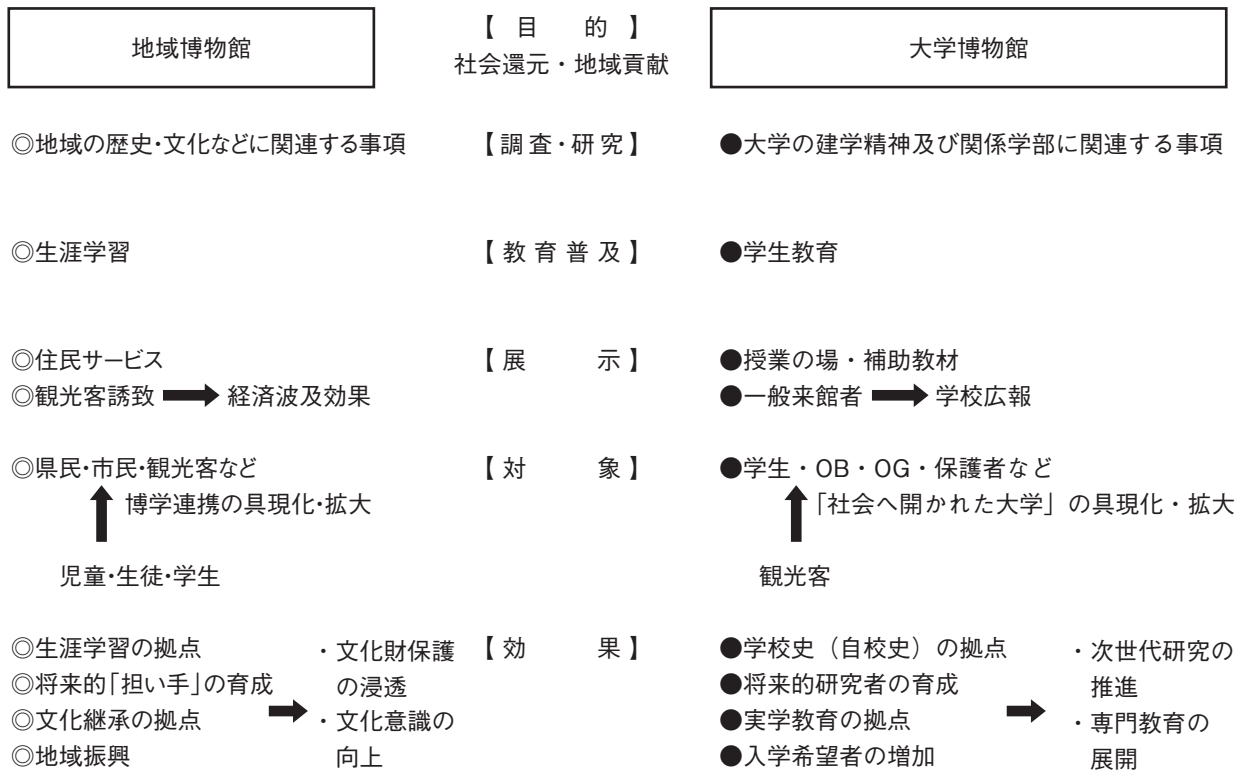 地域博物館
【 目 的 】
社会還元・地域貢献
大学博物館
◎地域の歴史・文化などに関連する事項
【調査・研究】
●大学の建学精神及び関係学部に関連する事項
◎生涯学習
【教育普及】
●学生教育
◎住民サービス
【展 示】
●授業の場・補助教材
◎観光客誘致 ➡ 経済波及効果
●一般来館者 ➡ 学校広報
◎県民・市民・観光客など
【対 象】
●学生・OB・OG・保護者など
博学連携の具現化・拡大
「社会へ開かれた大学」の具現化・拡大
児童・生徒・学生
観光客
◎生涯学習の拠点
◎将来的「担い手」の育成
◎文化継承の拠点
◎地域振興
・文化財保護
の浸透
・文化意識の
向上
【効 果】
●学校史（自校史）の拠点
●将来的研究者の育成
●実学教育の拠点
●入学希望者の増加
・次世代研究の
推進
・専門教育の
展開